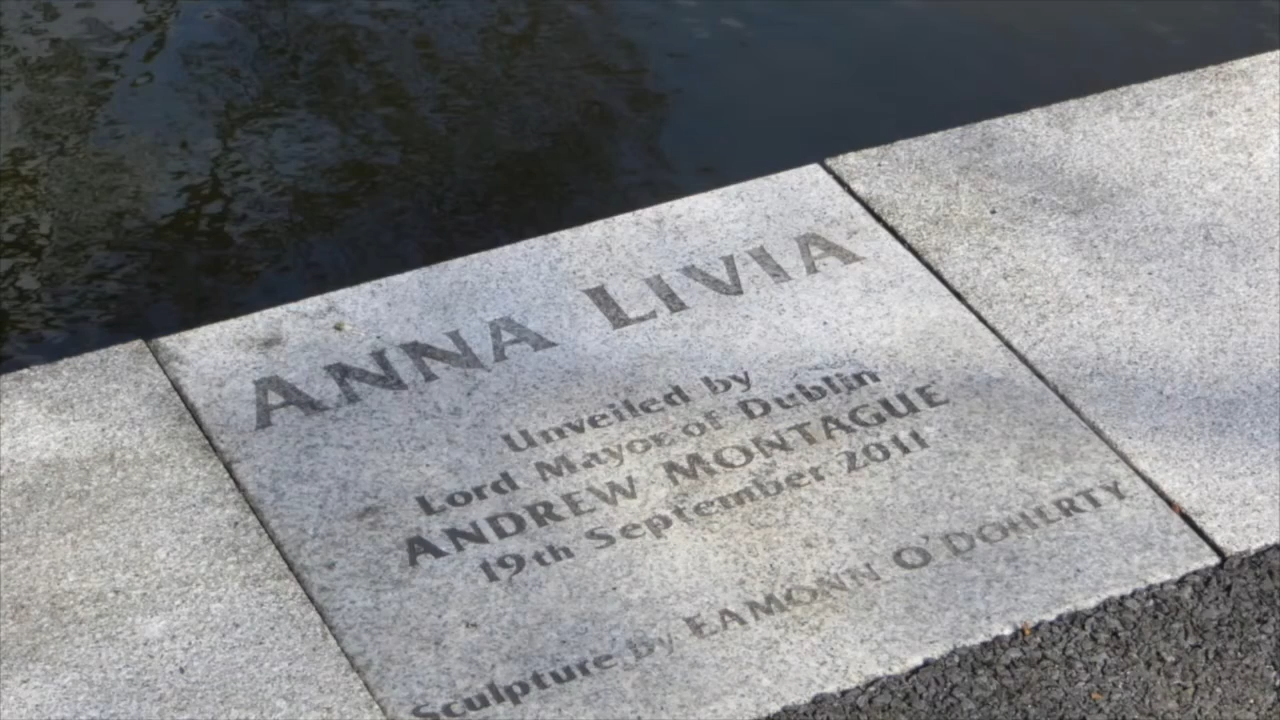 ANNA LIVIA
Unveiled by
Lord Mayor of Dublin
ANDREW MONTAGUE
19th September 2011
Sculpture by EAMONN O'DOHERTY